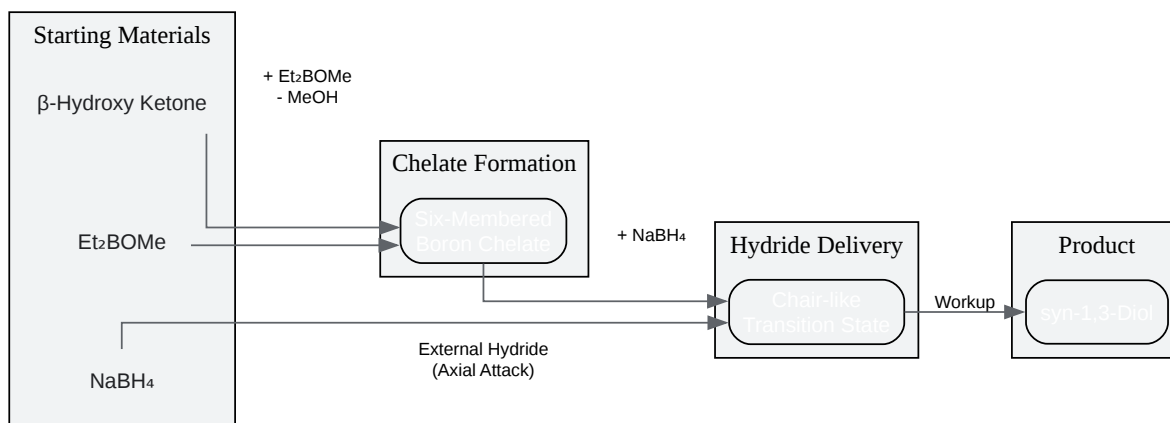 Starting Materials
β-Hydroxy Ketone
+ Et₂BOMe
- MeOH
Chelate Formation
Six-Membered
Boron Chelate
Et₂BOMe
+ NaBH₄
Hydride Delivery
Chair-like
Transition State
Product
syn-1,3-Diol
Workup
External Hydride
(Axial Attack)
NaBH₄